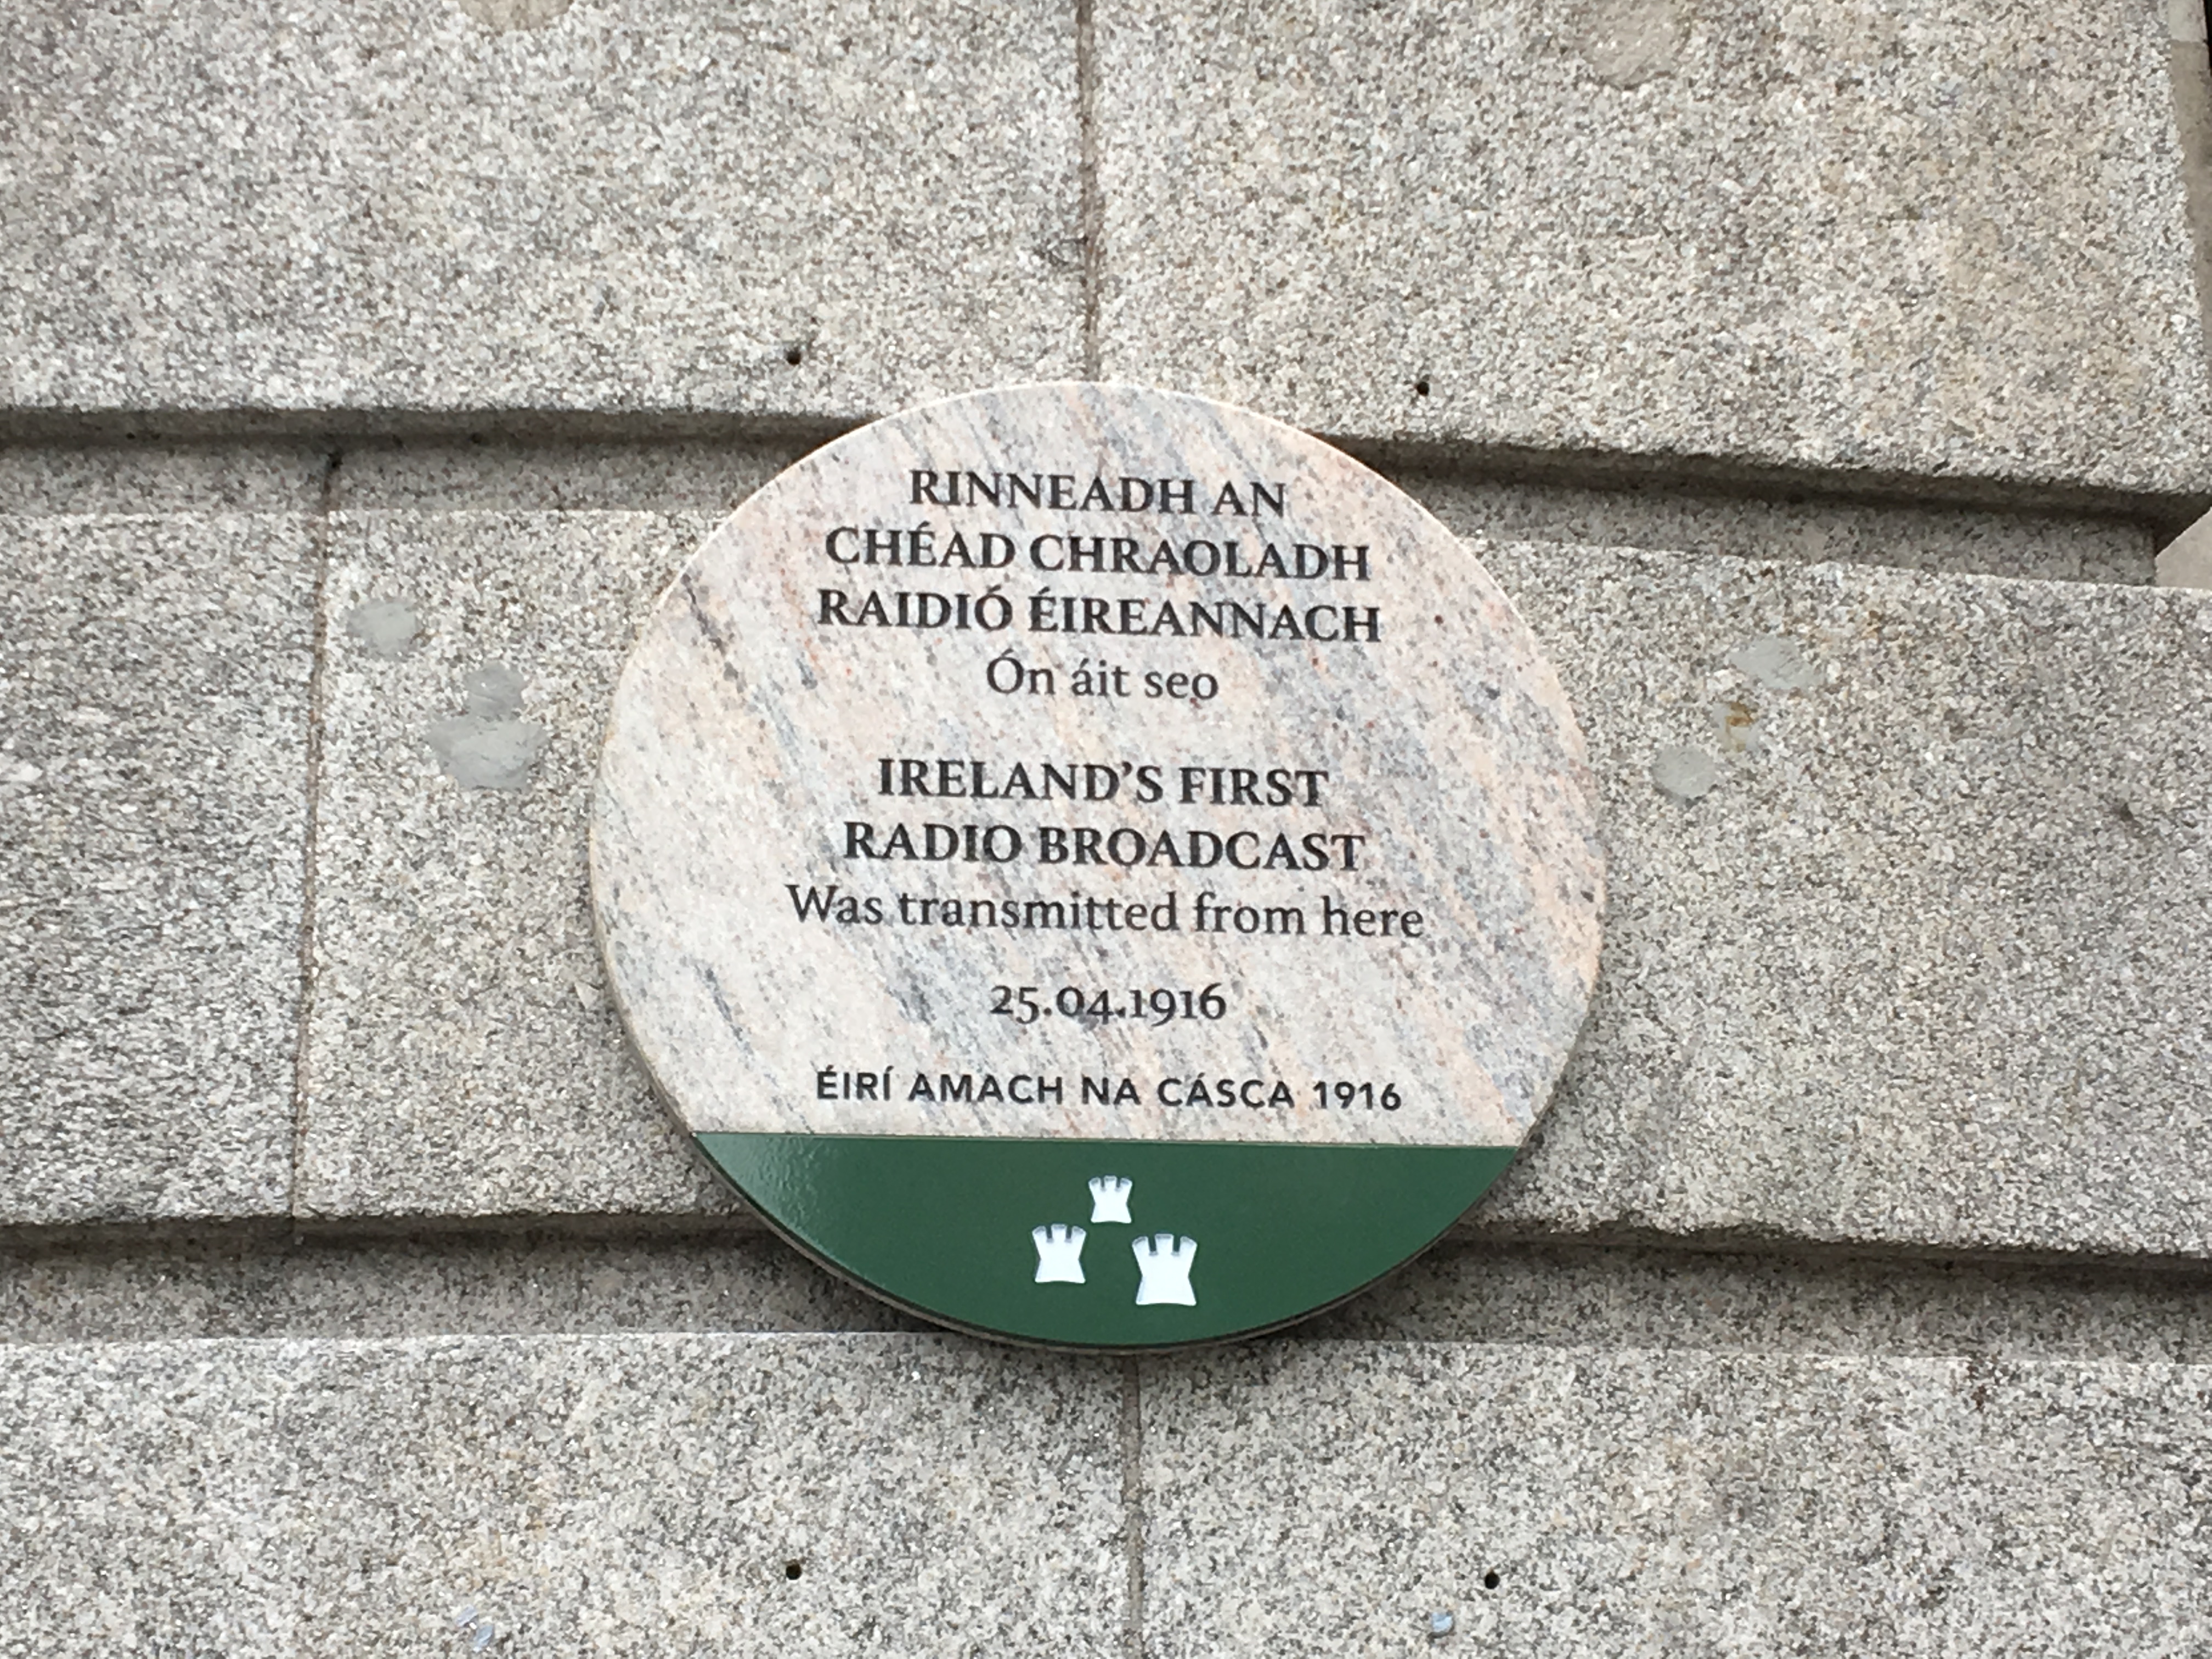 RINNEADH AN
CHÉAD CHRAOLADH
RAIDIÓ ÉIREANNACH
Ón áit seo
IRELAND'S FIRST
RADIO BROADCAST
Was transmitted from here
25.04.1916
ÉIRÍ AMACH NA CÁSCA 1916